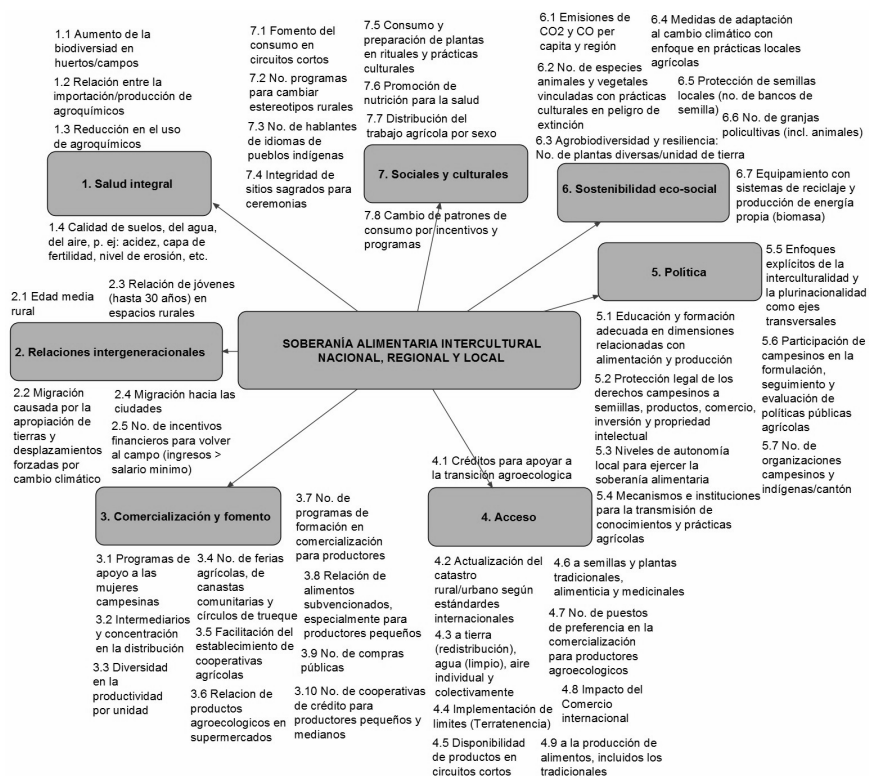 1.1 Aumento de la
biodiversiad en
huertos/campos
1.2 Relación entre la
importación/producción de
agroquímicos
1.3 Reducción en el uso
de agroquímicos
1. Salud integral
1.4 Calidad de suelos, del agua,
del aire, p. ej: acidez, capa de
fertilidad, nivel de erosión, etc.
7.1 Fomento del
consumo en
circuitos cortos
7.2 No. programas
para cambiar
estereotipos rurales
7.3 No. de hablantes
de idiomas de
pueblos indígenas
7.4 Integridad de
sitios sagrados para
ceremonias
7.5 Consumo y
preparación de plantas
en rituales y prácticas
culturales
7.6 Promoción de
nutrición para la salud
7.7 Distribución del
trabajo agrícola por sexo
7. Sociales y culturales
7.8 Cambio de patrones de
consumo por incentivos y
programas
6.1 Emisiones de
CO2 y CO per
capita y región
6.2 No. de especies
animales y vegetales
vinculadas con prácticas
culturales en peligro de
extinción
6.3 Agrobiodiversidad y resiliencia:
No. de plantas diversas/unidad de tierra
6.4 Medidas de adaptación
al cambio climático con
enfoque en prácticas locales
agrícolas
6.5 Protección de semillas
locales (no. de bancos de
semilla)
6.6 No. de granjas
policultivas (incl. animales)
6. Sostenibilidad eco-social
6.7 Equipamiento con
sistemas de reciclaje y
producción de energía
propia (biomasa)
5. Política
5.5 Enfoques
explícitos de la
interculturalidad y
la plurinacionalidad
como ejes
transversales
5.1 Educación y formación
adecuada en dimensiones
relacionadas con
alimentación y producción
5.2 Protección legal de los
derechos campesinos a
semiillas, productos, comercio,
inversión y propriedad
intelectual
5.3 Niveles de autonomía
local para ejercer la
soberanía alimentaria
5.4 Mecanismos e instituciones
para la transmisión de
conocimientos y prácticas
agrícolas
5.6 Participación de
campesinos en la
formulación,
seguimiento y
evaluación de
políticas públicas
agrícolas
5.7 No. de
organizaciones
campesinos y
indígenas/cantón
SOBERANÍA ALIMENTARIA INTERCULTURAL
NACIONAL, REGIONAL Y LOCAL
2.1 Edad media
rural
2.3 Relación de jóvenes
(hasta 30 años) en
espacios rurales
2. Relaciones intergeneracionales
2.2 Migración
causada por la
apropiación de
tierras y
desplazamientos
forzadas por
cambio climático
2.4 Migración hacia las
ciudades
2.5 No. de incentivos
financieros para volver
al campo (ingresos >
salario minimo)
3. Comercialización y fomento
3.1 Programas de
apoyo a las
mujeres
campesinas
3.2 Intermediarios
y concentración
en la distribución
3.3 Diversidad
en la
productividad
por unidad
3.4 No. de ferias
agrícolas, de
canastas
comunitarias y
círculos de trueque
3.5 Facilitación del
establecimiento de
cooperativas
agrícolas
3.6 Relacion de
productos
agroecologicos en
supermercados
3.7 No. de
programas de
formación en
comercialización
para productores
3.8 Relación de
alimentos
subvencionados,
especialmente para
productores pequeños
3.9 No. de compras
públicas
3.10 No. de cooperativas
de crédito para
productores pequeños y
medianos
4.1 Créditos para apoyar a
la transición agroecologica
4. Acceso
4.2 Actualización del
catastro
rural/urbano según
estándardes
internacionales
4.3 a tierra
(redistribución),
agua (limpio), aire
individual y
colectivamente
4.4 Implementación de
limites (Terratenencia)
4.5 Disponibilidad
de productos en
circuitos cortos
4.6 a semillas y plantas
tradicionales,
alimenticia y medicinales
4.7 No. de puestos
de preferencia en la
comercialización
para productores
agroecologicos
4.8 Impacto del
Comercio
internacional
4.9 a la producción de
alimentos, incluidos los
tradicionales